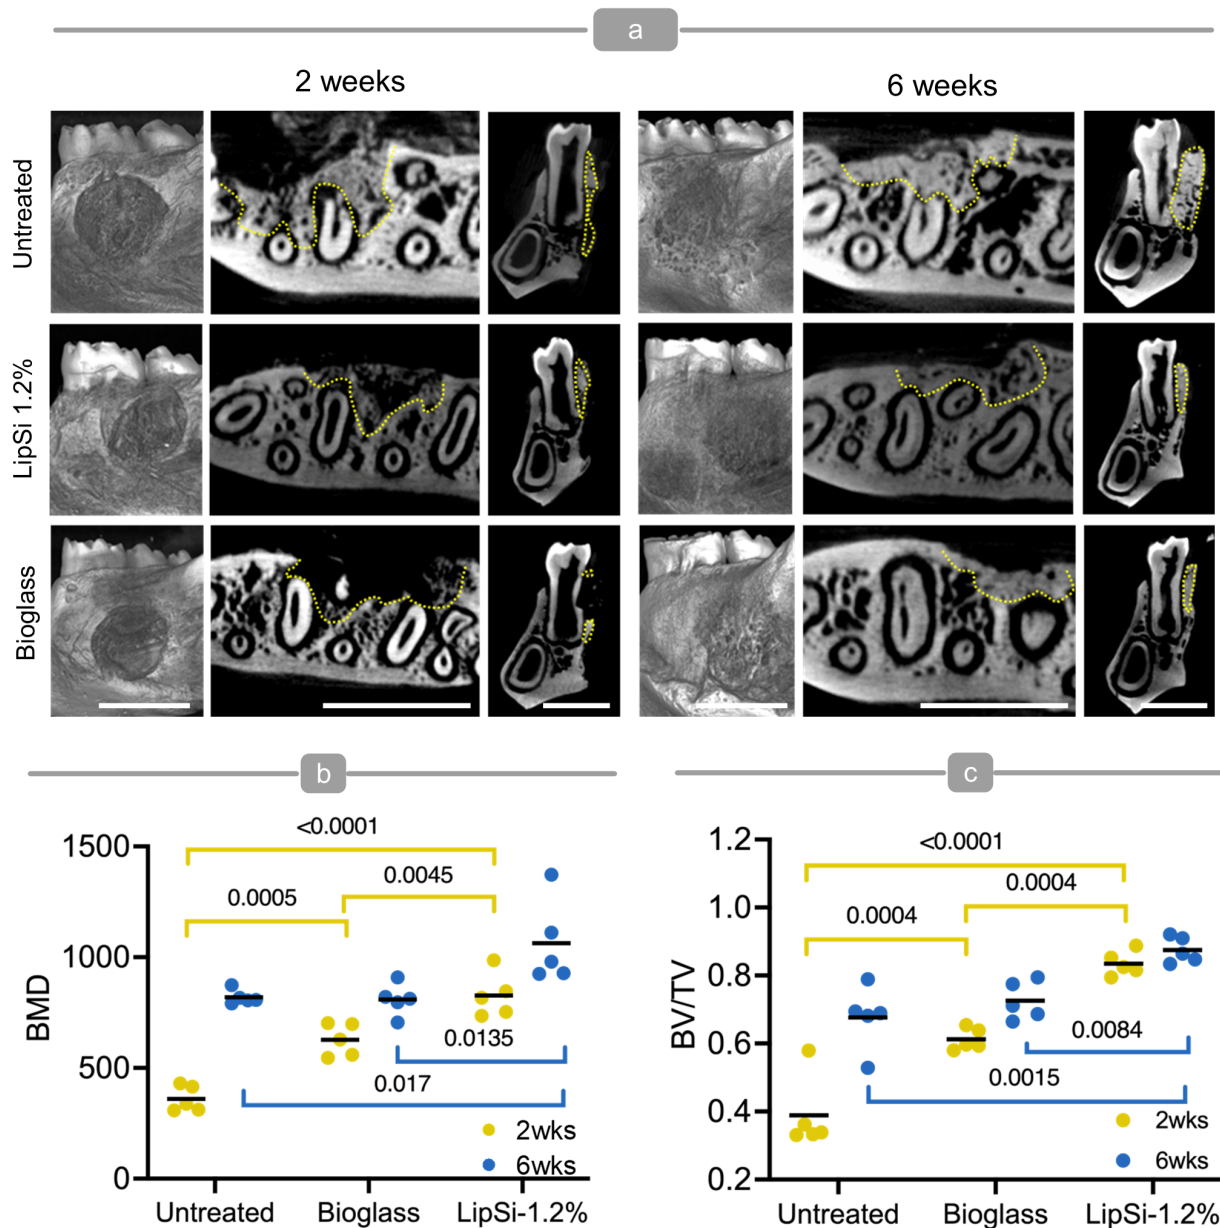 a
2 weeks
6 weeks
Untreated
LipSi 1.2%
Bioglass
b
c
<0.0001
0.0045
0.0005
1500
1000
500
0
BMD
0.0135
0.017
2wks
6wks
Untreated
Bioglass
LipSi-1.2%
<0.0001
0.0004
0.0004
1.2
1.0
0.8
0.6
0.4
0.2
BV/TV
0.0084
0.0015
2wks
6wks
Untreated
Bioglass
LipSi-1.2%